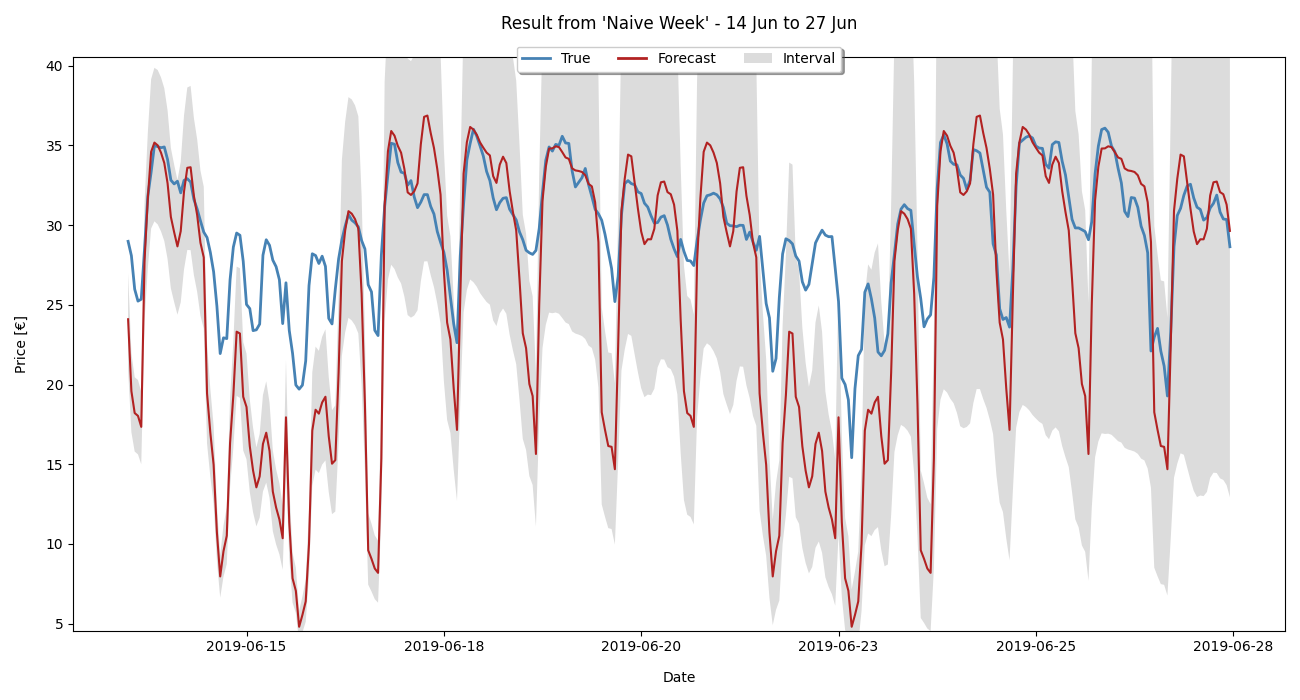 Result from 'Naive Week' - 14 Jun to 27 Jun
True Forecast Interval
40
35
30
25
20
15
10
5
Price [€]
2019-06-15 2019-06-18 2019-06-20 2019-06-23 2019-06-25 2019-06-28
Date